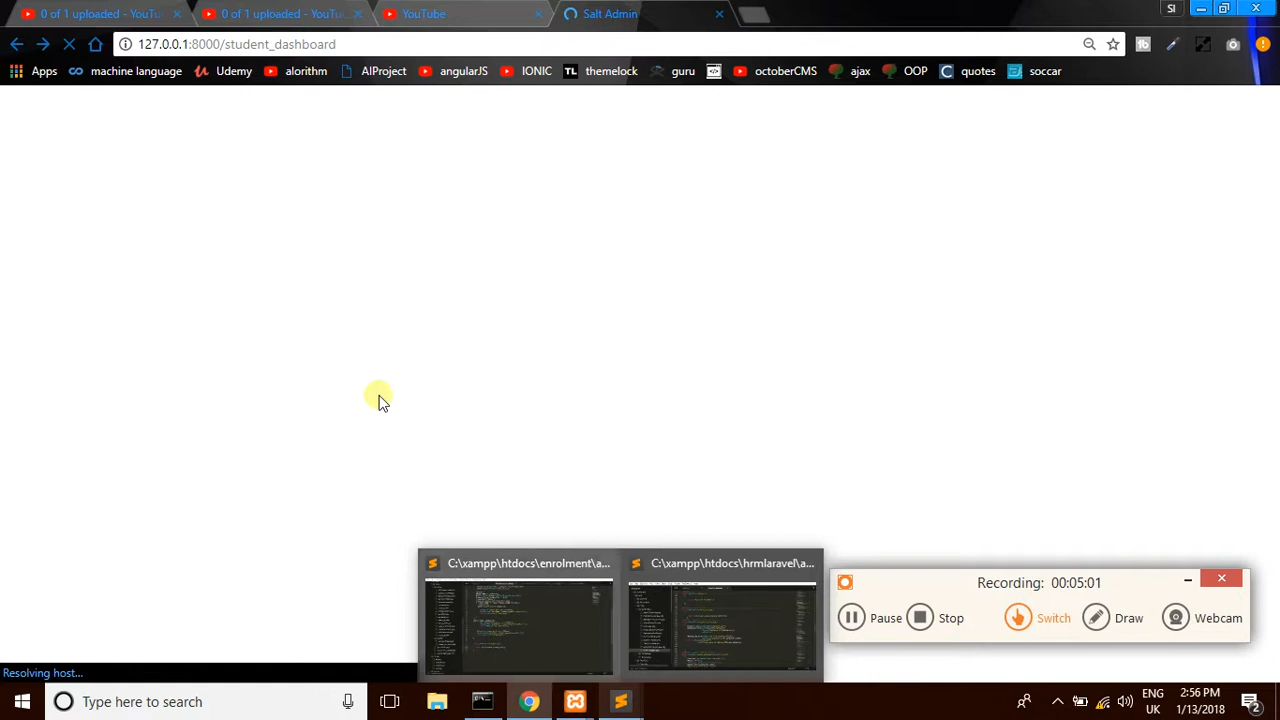 0 of 1 uploaded - YouTu
0 of 1 uploaded - YouTu
YouTube
Salt Admin
SI
127.0.0.1:8000/student_dashboard
Apps
machine language
Udemy
alorithm
AIProject
angularJS
IONIC
TL
themelock
guru
octoberCMS
ajax
OOP
quotes
soccar
C:\xampp\htdocs\enrolment\a...
C:\xampp\htdocs\hrmlaravel\a...
Recording: 00:05:01
Stop
Switch
Draw
Webcam
Resolving host...
Type here to search
ENG
UK
2:56 PM
1/13/2018
2